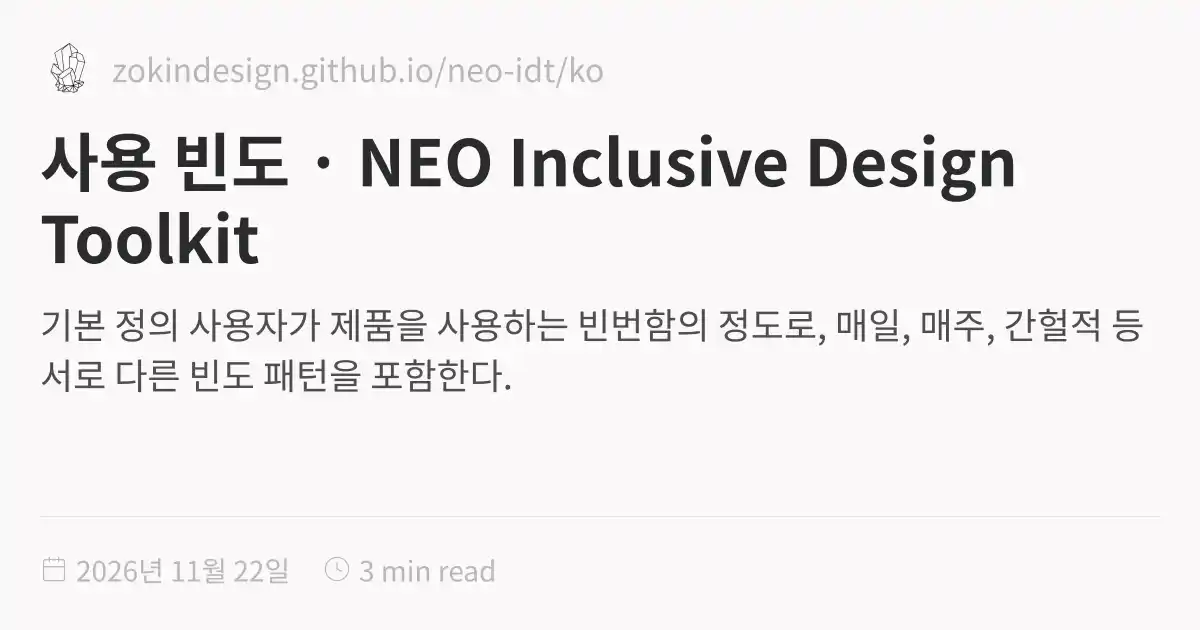 zokindesign.github.io/neo-idt/ko
사용 빈도 · NEO Inclusive Design
Toolkit
기본 정의 사용자가 제품을 사용하는 빈번함의 정도로, 매일, 매주, 간헐적 등
서로 다른 빈도 패턴을 포함한다.
2026년 11월 22일 3 min read